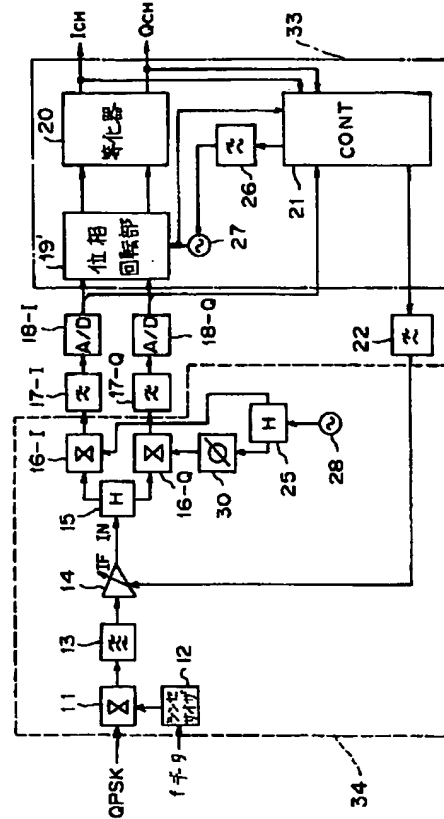 QPSK
11
fデータ
シンセ
サイザ
12
13
14
IF IN
15
H
16-I
16-Q
30
25
H
28
17-I
17-Q
18-I
A/D
A/D
18-Q
19'
位相
回転部
20
等化器
ICH
QCH
33
26
27
21
CONT
22
34